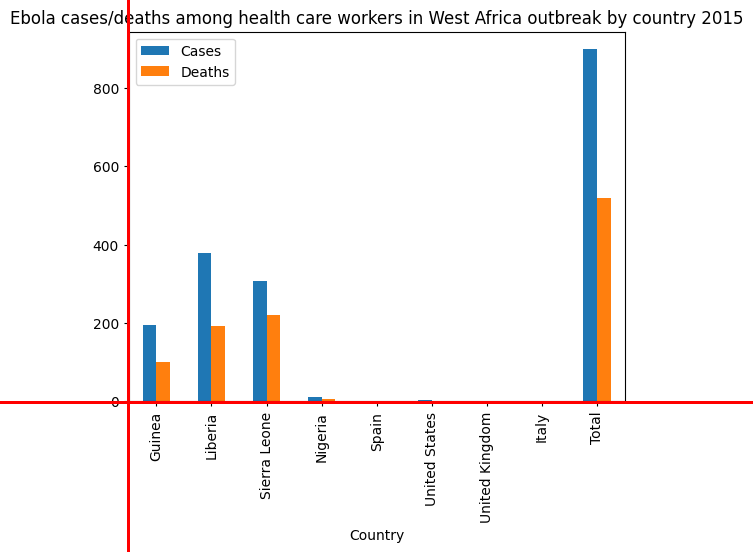 Ebola cases/deaths among health care workers in West Africa outbreak by country 2015
Cases
Deaths
800
600
400
200
0
Guinea
Liberia
Sierra Leone
Nigeria
Spain
United States
United Kingdom
Italy
Total
Country